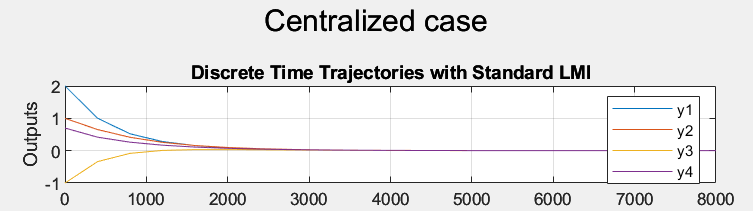 Centralized case
Discrete Time Trajectories with Standard LMI
Outputs
2
1
0
-1
y1
y2
y3
y4
0 1000 2000 3000 4000 5000 6000 7000 8000